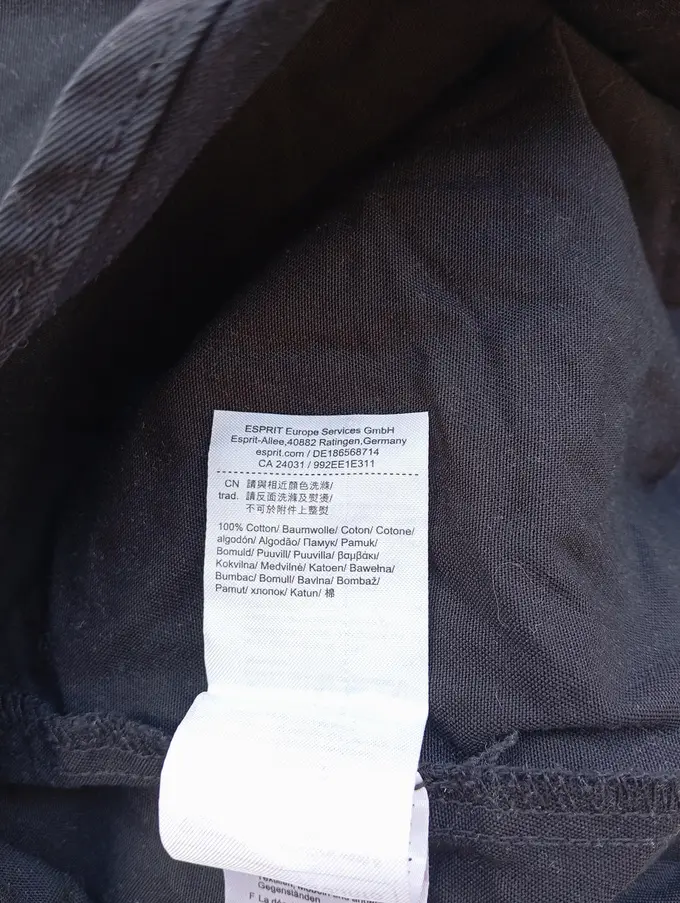 ESPRIT Europe Services GmbH
Esprit-Allee,40882 Ratingen,Germany
esprit.com / DE186568714
CA 24031 / 992EE1E311
CN 請與相近顏色洗滌/
trad. 請反面洗滌及熨燙/
不可於附件上整熨
100% Cotton/ Baumwolle/ Coton/ Cotone/
algodón/ Algodão/ Памук/ Pamuk/
Bomuld/ Puuvill/ Puuvilla/ βαμβάκι/
Kokvilna/ Medvilnė/ Katoen/ Bawełna/
Bumbac/ Bomull/ Bavlna/ Bombaž/
Pamut/ хлопок/ Katun/ 棉
Gegenständen
F La